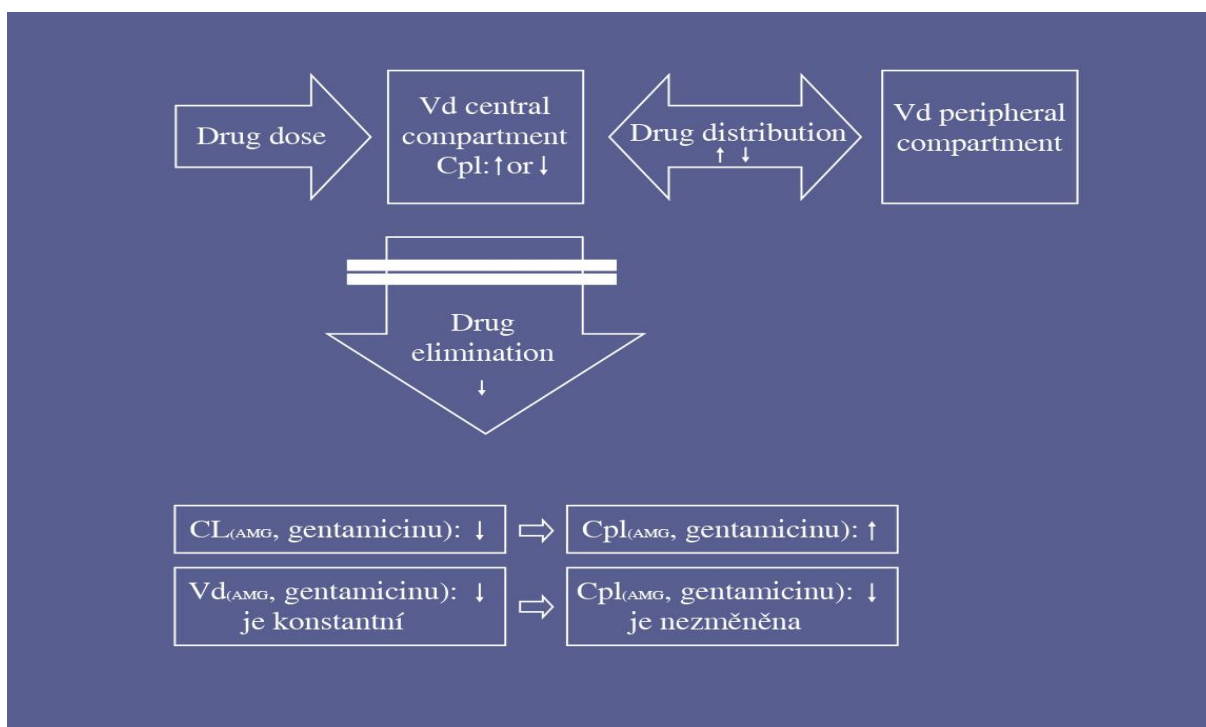 Drug dose
Vd central
compartment
Cpl:↑or↓
Drug distribution
↑ ↓
Vd peripheral
compartment
Drug
elimination
↓
CL(AMG, gentamicinu): ↓
Cpl(AMG, gentamicinu): ↑
Vd(AMG, gentamicinu): ↓
je konstantní
Cpl(AMG, gentamicinu): ↓
je nezměněna